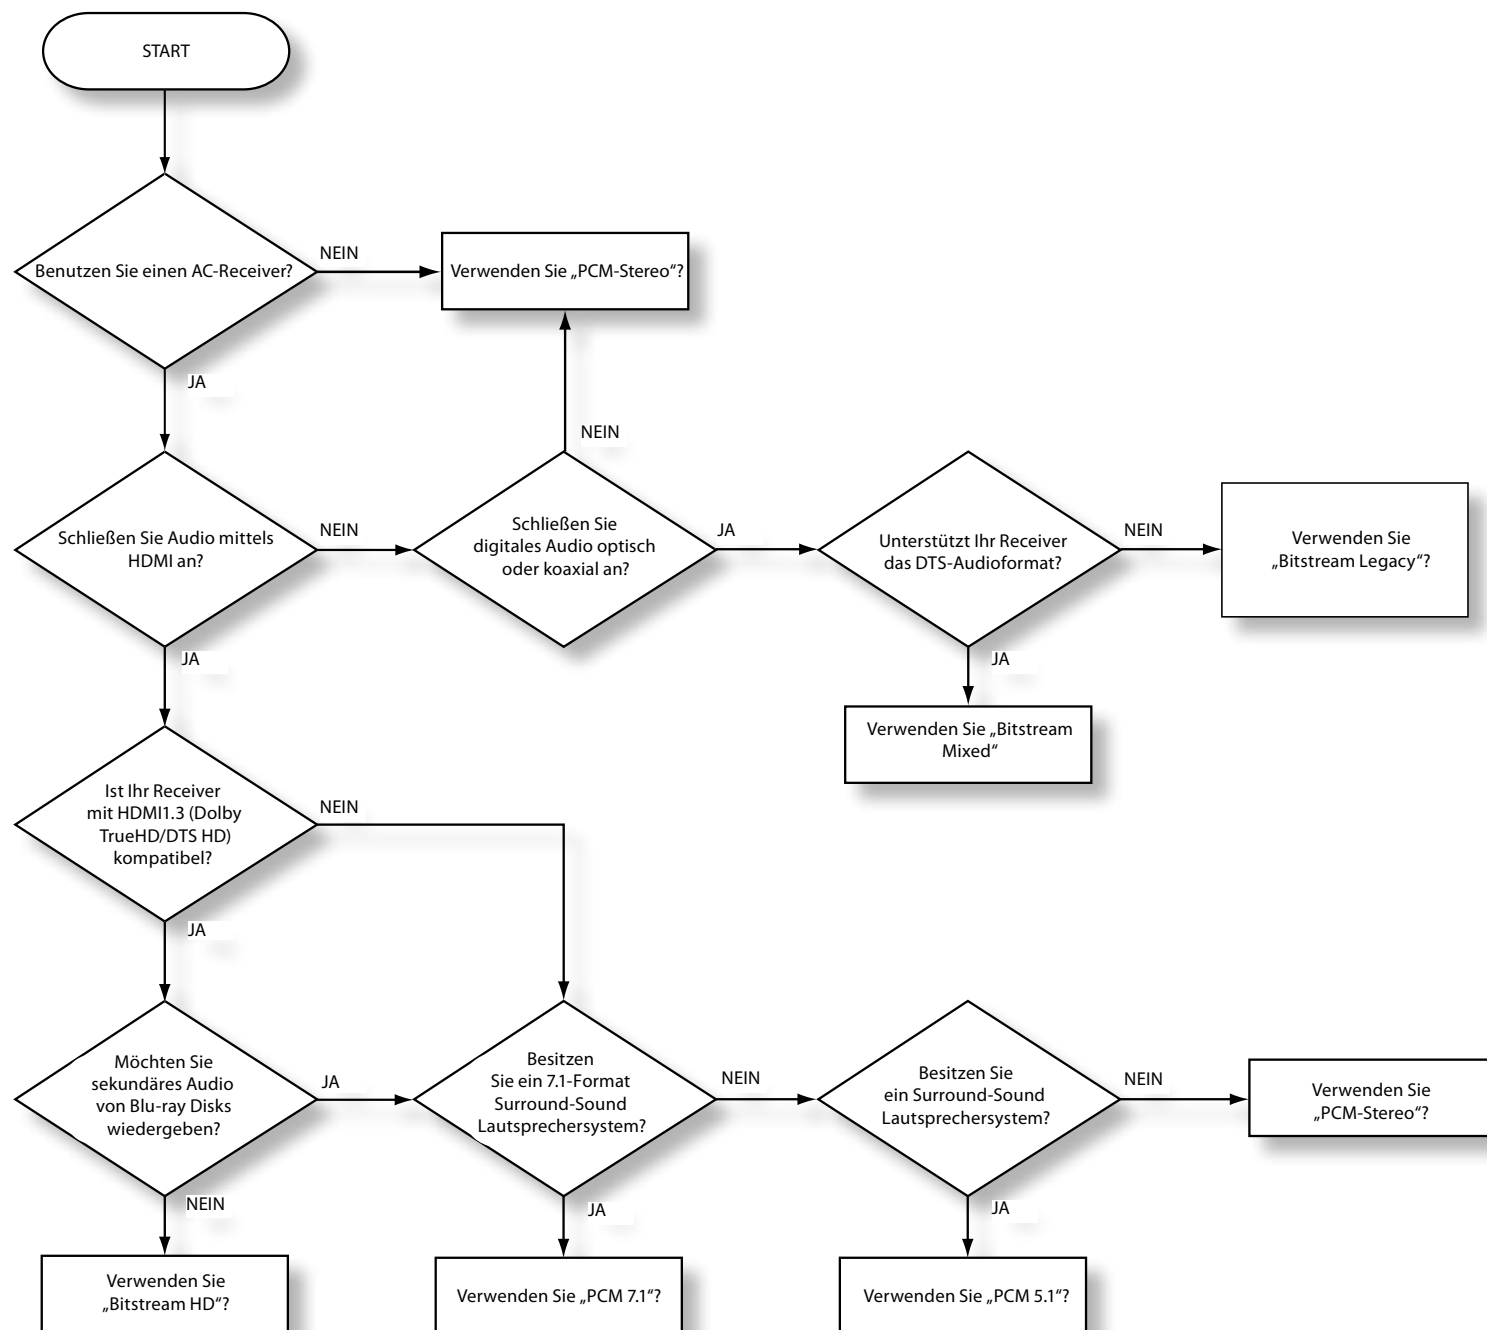 START
Benutzen Sie einen AC-Receiver?
NEIN
Verwenden Sie „PCM-Stereo“?
JA
NEIN
Schließen Sie Audio mittels
HDMI an?
NEIN
Schließen Sie
digitales Audio optisch
oder koaxial an?
JA
Unterstützt Ihr Receiver
das DTS-Audioformat?
NEIN
Verwenden Sie
„Bitstream Legacy“?
JA
JA
Verwenden Sie „Bitstream
Mixed“
Ist Ihr Receiver
mit HDMI1.3 (Dolby
TrueHD/DTS HD)
kompatibel?
NEIN
JA
Möchten Sie
sekundäres Audio
von Blu-ray Disks
wiedergeben?
JA
Besitzen
Sie ein 7.1-Format
Surround-Sound
Lautsprechersystem?
NEIN
Besitzen Sie
ein Surround-Sound
Lautsprechersystem?
NEIN
Verwenden Sie
„PCM-Stereo“?
NEIN
JA
JA
Verwenden Sie
„Bitstream HD“?
Verwenden Sie „PCM 7.1“?
Verwenden Sie „PCM 5.1“?